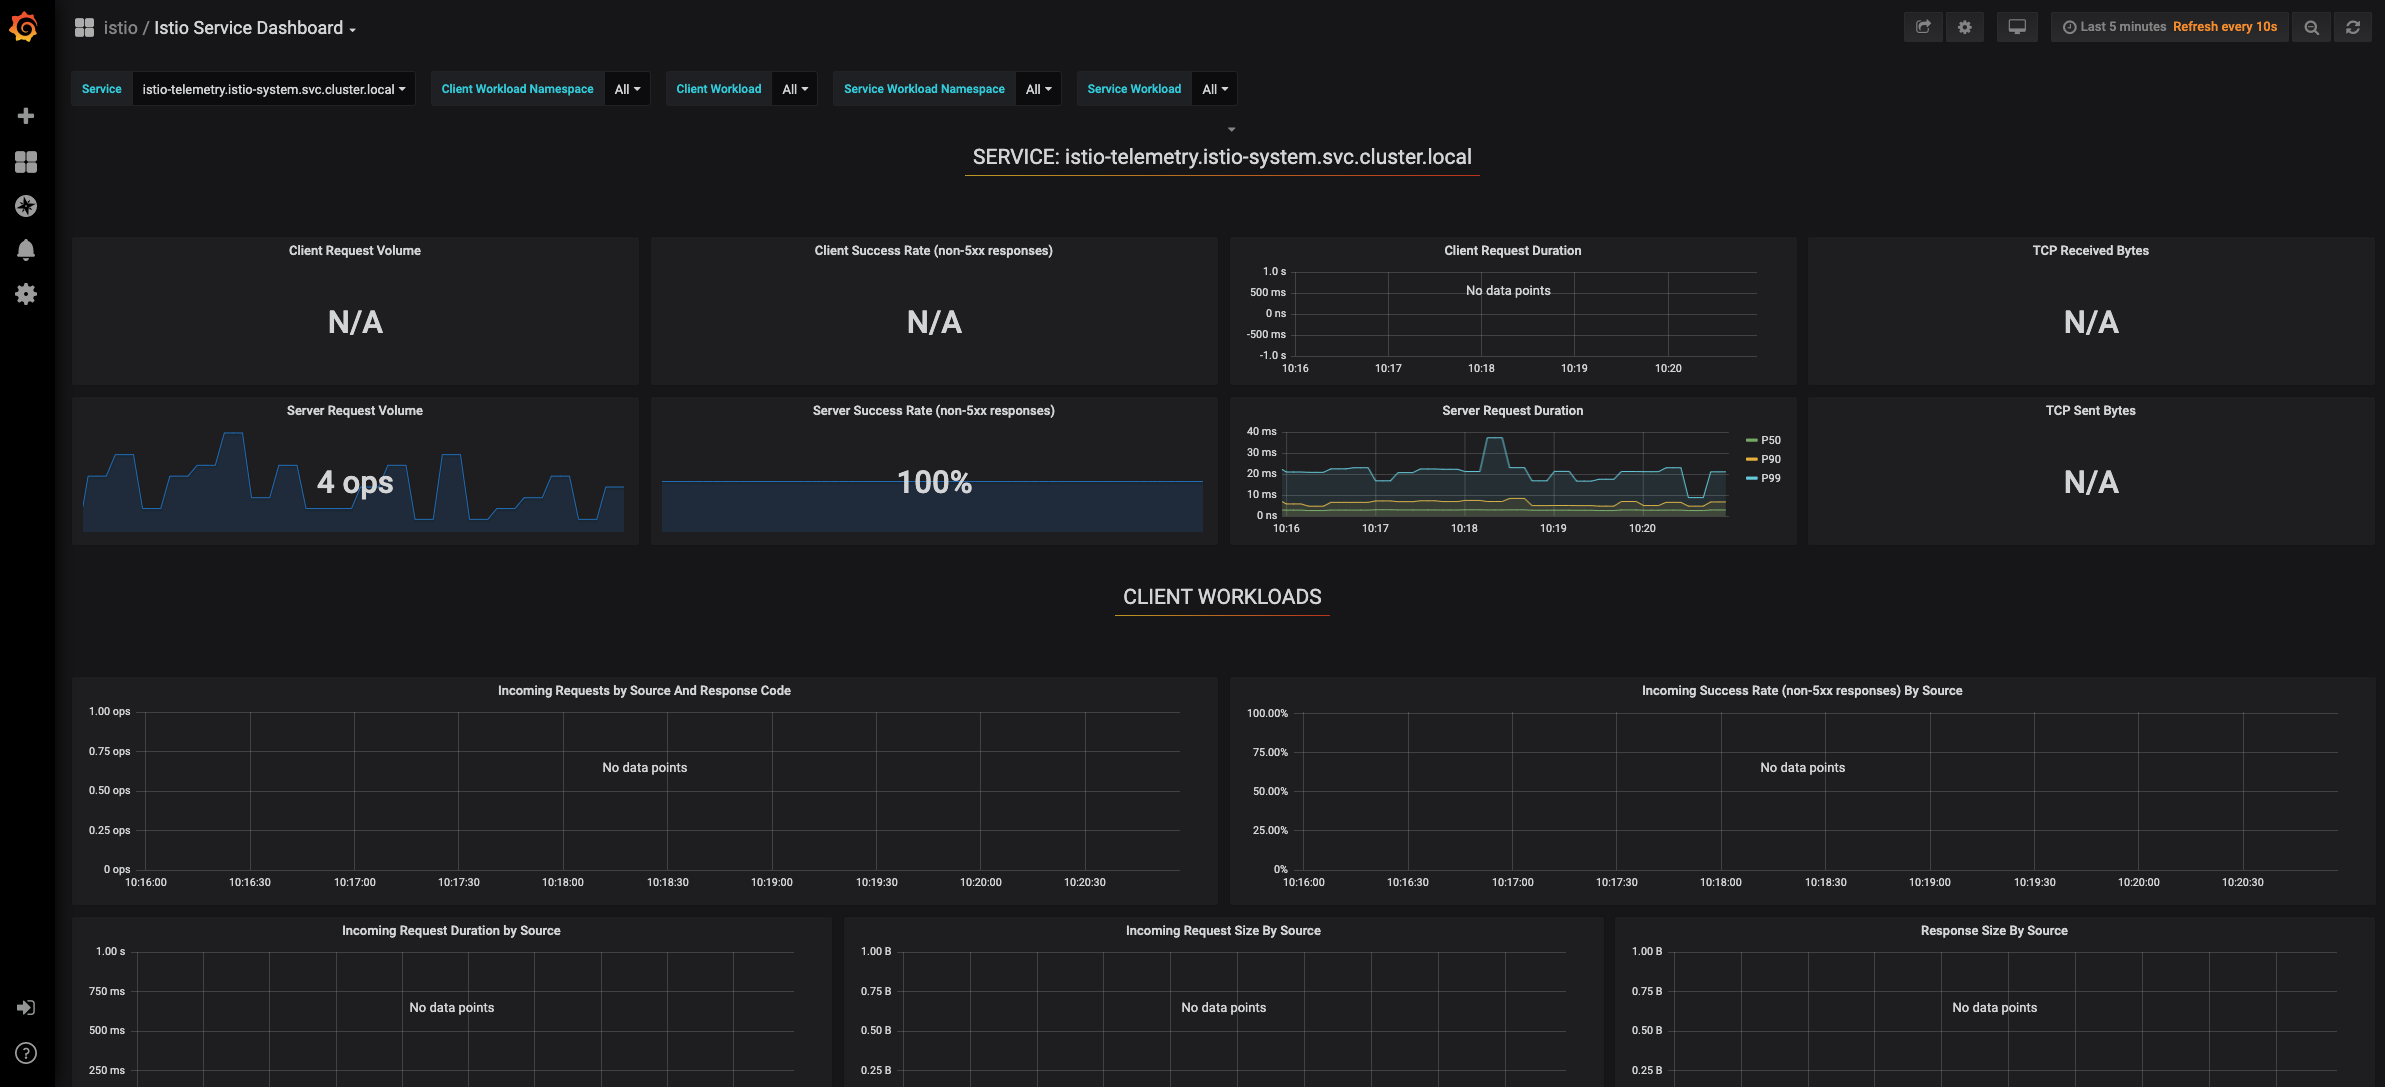 istio / Istio Service Dashboard
Last 5 minutes Refresh every 10s
Service istio-telemetry.istio-system.svc.cluster.local Client Workload Namespace All Client Workload All Service Workload Namespace All Service Workload All
SERVICE: istio-telemetry.istio-system.svc.cluster.local
Client Request Volume
N/A
Client Success Rate (non-5xx responses)
N/A
Client Request Duration
1.0 s
500 ms
0 ns
-500 ms
-1.0 s
No data points
10:16 10:17 10:18 10:19 10:20
TCP Received Bytes
N/A
Server Request Volume
4 ops
Server Success Rate (non-5xx responses)
100%
Server Request Duration
40 ms
30 ms
20 ms
10 ms
0 ns
10:16 10:17 10:18 10:19 10:20
P50
P90
P99
TCP Sent Bytes
N/A
CLIENT WORKLOADS
Incoming Requests by Source And Response Code
1.00 ops
0.75 ops
0.50 ops
0.25 ops
0 ops
No data points
10:16:00 10:16:30 10:17:00 10:17:30 10:18:00 10:18:30 10:19:00 10:19:30 10:20:00 10:20:30
Incoming Success Rate (non-5xx responses) By Source
100.00%
75.00%
50.00%
25.00%
0%
No data points
10:16:00 10:16:30 10:17:00 10:17:30 10:18:00 10:18:30 10:19:00 10:19:30 10:20:00 10:20:30
Incoming Request Duration by Source
1.00 s
750 ms
500 ms
250 ms
No data points
Incoming Request Size By Source
1.00 B
0.75 B
0.50 B
0.25 B
No data points
Response Size By Source
1.00 B
0.75 B
0.50 B
0.25 B
No data points